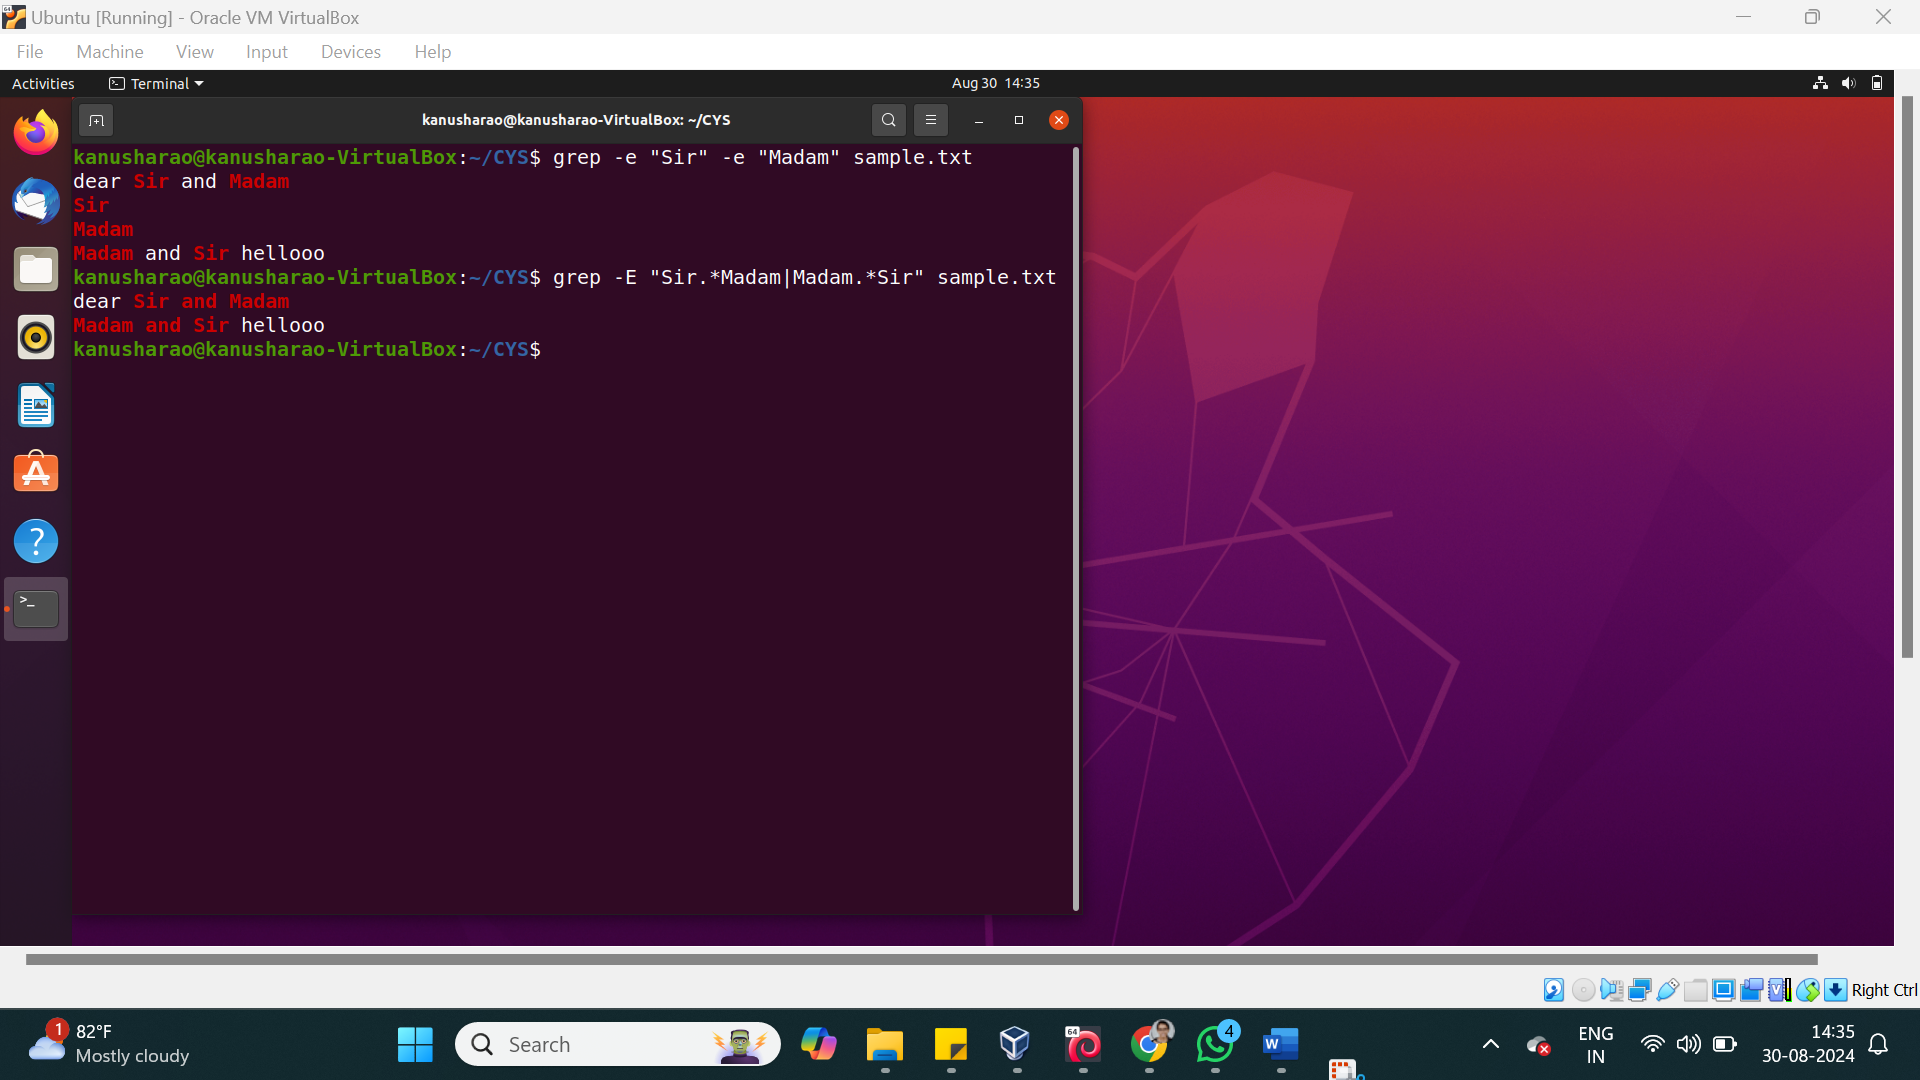 Ubuntu [Running] - Oracle VM VirtualBox
File Machine View Input Devices Help
Activities Terminal Aug 30 14:35
kanusharao@kanusharao-VirtualBox: ~/CYS
kanusharao@kanusharao-VirtualBox:~/CYS$ grep -e "Sir" -e "Madam" sample.txt
dear Sir and Madam
Sir
Madam
Madam and Sir hellooo
kanusharao@kanusharao-VirtualBox:~/CYS$ grep -E "Sir.*Madam|Madam.*Sir" sample.txt
dear Sir and Madam
Madam and Sir hellooo
kanusharao@kanusharao-VirtualBox:~/CYS$
Right Ctrl
1 82°F
Mostly cloudy
Search
64
4
W
ENG
IN
14:35
30-08-2024